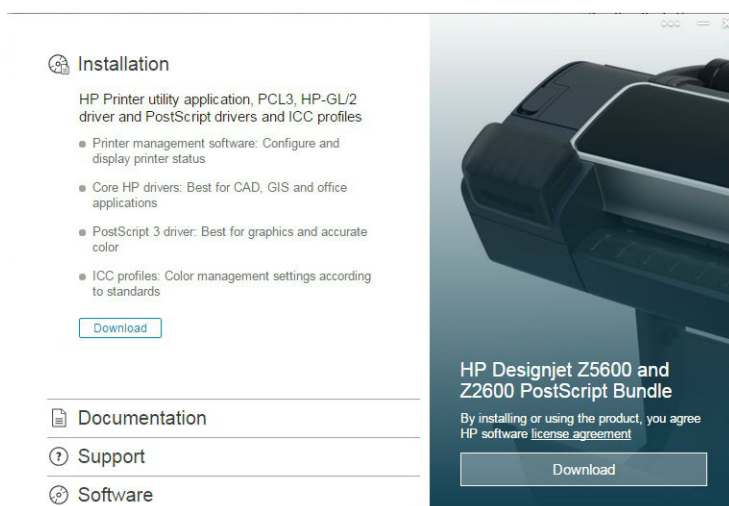 Installation
HP Printer utility application, PCL3, HP-GL/2
driver and PostScript drivers and ICC profiles
Printer management software: Configure and
display printer status
Core HP drivers: Best for CAD, GIS and office
applications
PostScript 3 driver: Best for graphics and accurate
color
ICC profiles: Color management settings according
to standards
Download
Documentation
Support
Software
HP Designjet Z5600 and
Z2600 PostScript Bundle
By installing or using the product, you agree
HP software license agreement
Download